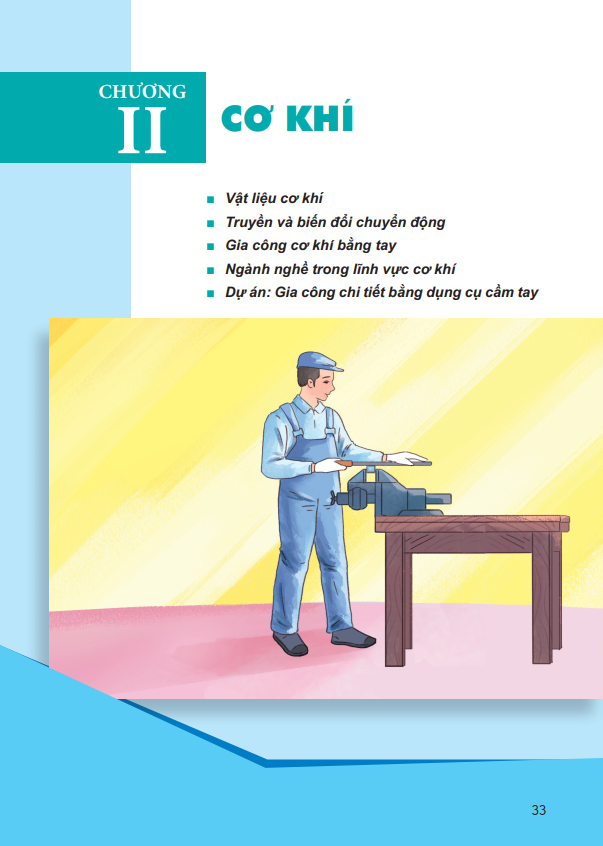 CHƯƠNG
II
CƠ KHÍ
Vật liệu cơ khí
Truyền và biến đổi chuyển động
Gia công cơ khí bằng tay
Ngành nghề trong lĩnh vực cơ khí
Dự án: Gia công chi tiết bằng dụng cụ cầm tay
33